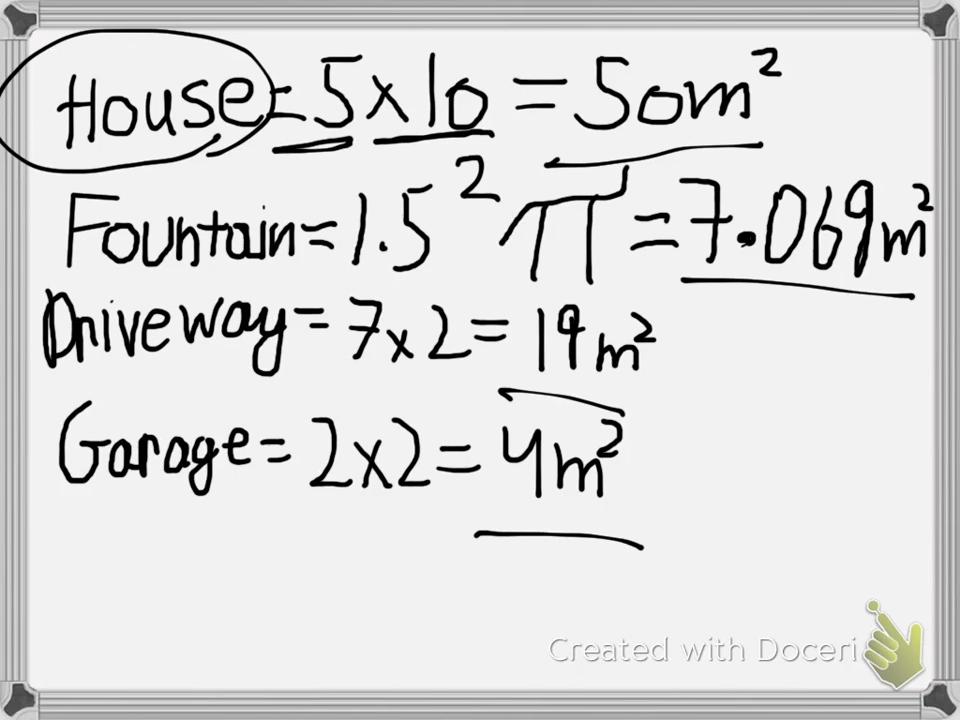 House = 5 x 10 = 50m²
Fountain = 1.5² π = 7.069m²
Driveway = 7 x 2 = 14m²
Garage = 2 x 2 = 4m²
Created with Doceri